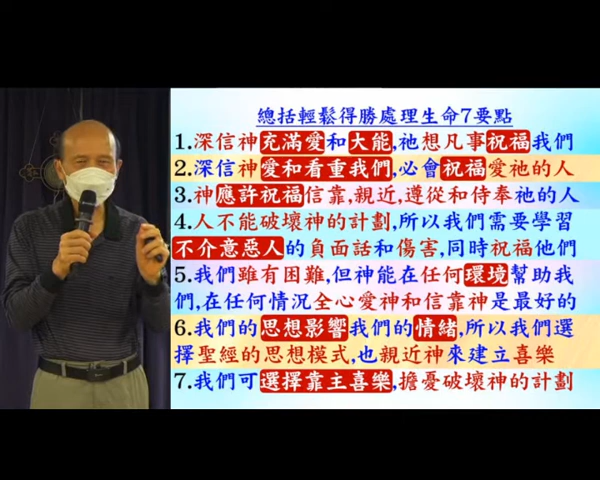 總括輕鬆得勝處理生命7要點
1.深信神充滿愛和大能,祂想凡事祝福我們
2.深信神愛和看重我們,必會祝福愛祂的人
3.神應許祝福信靠,親近,遵從和侍奉祂的人
4.人不能破壞神的計劃,所以我們需要學習
不介意惡人的負面話和傷害,同時祝福他們
5.我們雖有困難,但神能在任何環境幫助我
們,在任何情況全心愛神和信靠神是最好的
6.我們的思想影響我們的情緒,所以我們選
擇聖經的思想模式,也親近神來建立喜樂
7.我們可選擇靠主喜樂,擔憂破壞神的計劃